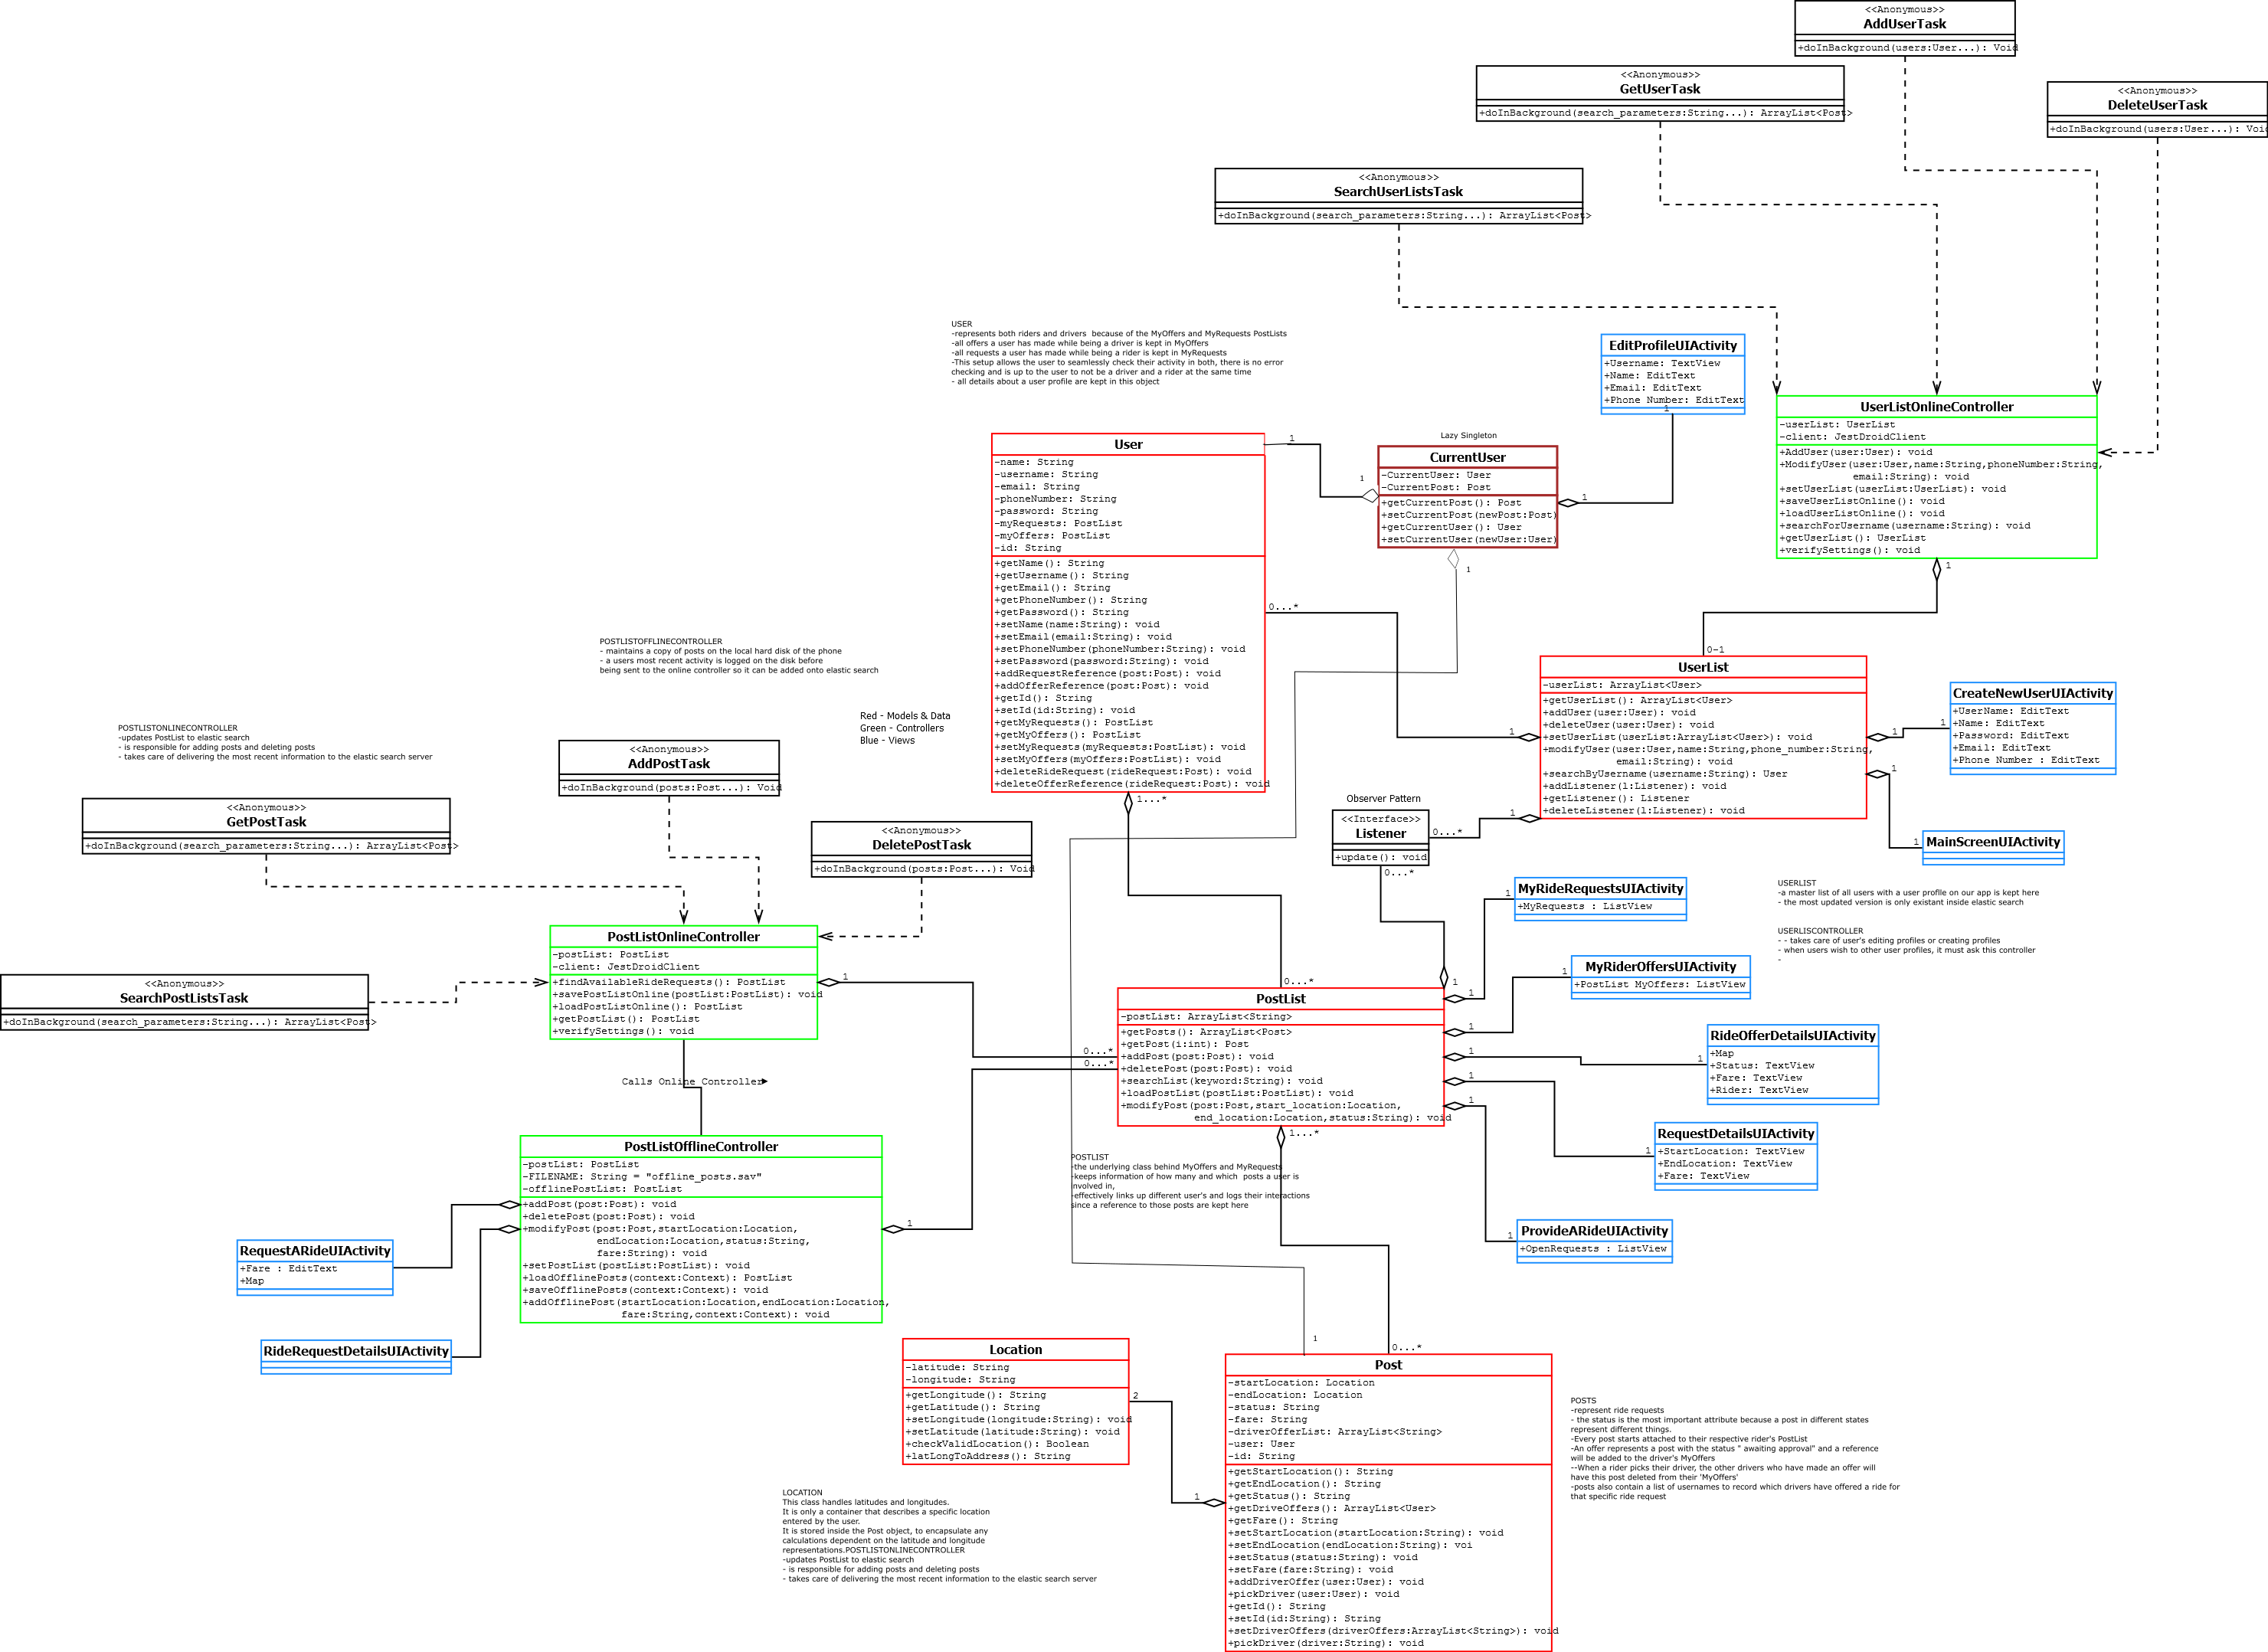 <<Anonymous>>
AddUserTask
+doInBackground(users:User...): Void
<<Anonymous>>
GetUserTask
+doInBackground(search_parameters:String...): ArrayList<Post>
<<Anonymous>>
DeleteUserTask
+doInBackground(users:User...): Void
<<Anonymous>>
SearchUserListsTask
+doInBackground(search_parameters:String...): ArrayList<Post>
USER
-represents both riders and drivers  because of the MyOffers and MyRequests PostLists
-all offers a user has made while being a driver is kept in MyOffers
-all requests a user has made while being a rider is kept in MyRequests
-This setup allows the user to seamlessly check their activity in both, there is no error
checking and is up to the user to not be a driver and a rider at the same time
- all details about a user profile are kept in this object
EditProfileUIActivity
+Username: TextView
+Name: EditText
+Email: EditText
+Phone Number: EditText
1
UserListOnlineController
-userList: UserList
-client: JestDroidClient
+AddUser(user:User): void
+ModifyUser(user:User,name:String,phoneNumber:String,
email:String): void
+setUserList(userList:UserList): void
+saveUserListOnline(): void
+loadUserListOnline(): void
+searchForUsername(username:String): void
+getUserList(): UserList
+verifySettings(): void
1
0-1
Lazy Singleton
CurrentUser
-CurrentUser: User
-CurrentPost: Post
+getCurrentPost(): Post
+setCurrentPost(newPost:Post)
+getCurrentUser(): User
+setCurrentUser(newUser:User)
1
1
1
1
User
-name: String
-username: String
-email: String
-phoneNumber: String
-password: String
-myRequests: PostList
-myOffers: PostList
-id: String
+getName(): String
+getUsername(): String
+getEmail(): String
+getPhoneNumber(): String
+getPassword(): String
+setName(name:String): void
+setEmail(email:String): void
+setPhoneNumber(phoneNumber:String): void
+setPassword(password:String): void
+addRequestReference(post:Post): void
+addOfferReference(post:Post): void
+getId(): String
+setId(id:String): void
+getMyRequests(): PostList
+getMyOffers(): PostList
+setMyRequests(myRequests:PostList): void
+setMyOffers(myOffers:PostList): void
+deleteRideRequest(rideRequest:Post): void
+deleteOfferReference(rideRequest:Post): void
0...*
1...*
POSTLISTOFFLINECONTROLLER
- maintains a copy of posts on the local hard disk of the phone
- a users most recent activity is logged on the disk before
being sent to the online controller so it can be added onto elastic search
Red - Models & Data
Green - Controllers
Blue - Views
POSTLISTONLINECONTROLLER
-updates PostList to elastic search
- is responsible for adding posts and deleting posts
- takes care of delivering the most recent information to the elastic search server
UserList
-userList: ArrayList<User>
+getUserList(): ArrayList<User>
+addUser(user:User): void
+deleteUser(user:User): void
+setUserList(userList:ArrayList<User>): void
+modifyUser(user:User,name:String,phone_number:String,
email:String): void
+searchByUsername(username:String): User
+addListener(l:Listener): void
+getListener(): Listener
+deleteListener(l:Listener): void
1
1
1
1
CreateNewUserUIActivity
+UserName: EditText
+Name: EditText
+Password: EditText
+Email: EditText
+Phone Number : EditText
1
MainScreenUIActivity
1
<<Anonymous>>
AddPostTask
+doInBackground(posts:Post...): Void
<<Anonymous>>
GetPostTask
+doInBackground(search_parameters:String...): ArrayList<Post>
<<Anonymous>>
DeletePostTask
+doInBackground(posts:Post...): Void
<<Anonymous>>
SearchPostListsTask
+doInBackground(search_parameters:String...): ArrayList<Post>
Observer Pattern
<<Interface>>
Listener
+update(): void
0...*
0...*
USERLIST
-a master list of all users with a user profile on our app is kept here
- the most updated version is only existant inside elastic search
USERLISCONTROLLER
- - takes care of user's editing profiles or creating profiles
- when users wish to other user profiles, it must ask this controller
-
PostListOnlineController
-postList: PostList
-client: JestDroidClient
+findAvailableRideRequests(): PostList
+savePostListOnline(postList:PostList): void
+loadPostListOnline(): PostList
+getPostList(): PostList
+verifySettings(): void
1
Calls Online Controller
MyRideRequestsUIActivity
+MyRequests : ListView
1
MyRiderOffersUIActivity
+PostList MyOffers: ListView
1
RideOfferDetailsUIActivity
+Map
+Status: TextView
+Fare: TextView
+Rider: TextView
1
RequestDetailsUIActivity
+StartLocation: TextView
+EndLocation: TextView
+Fare: TextView
1
ProvideARideUIActivity
+OpenRequests : ListView
1
PostList
-postList: ArrayList<String>
+getPosts(): ArrayList<Post>
+getPost(i:int): Post
+addPost(post:Post): void
+deletePost(post:Post): void
+searchList(keyword:String): void
+loadPostList(postList:PostList): void
+modifyPost(post:Post,start_location:Location,
end_location:Location,status:String): void
0...*
0...*
0...*
1
1
1
1
1
1
1...*
POSTLIST
-the underlying class behind MyOffers and MyRequests
-keeps information of how many and which  posts a user is
involved in,
-effectively links up different user's and logs their interactions
since a reference to those posts are kept here
PostListOfflineController
-postList: PostList
-FILENAME: String = "offline_posts.sav"
-offlinePostList: PostList
+addPost(post:Post): void
+deletePost(post:Post): void
+modifyPost(post:Post,startLocation:Location,
endLocation:Location,status:String,
fare:String): void
+setPostList(postList:PostList): void
+loadOfflinePosts(context:Context): PostList
+saveOfflinePosts(context:Context): void
+addOfflinePost(startLocation:Location,endLocation:Location,
fare:String,context:Context): void
1
RequestARideUIActivity
+Fare : EditText
+Map
RideRequestDetailsUIActivity
Location
-latitude: String
-longitude: String
+getLongitude(): String
+getLatitude(): String
+setLongitude(longitude:String): void
+setLatitude(latitude:String): void
+checkValidLocation(): Boolean
+latLongToAddress(): String
2
LOCATION
This class handles latitudes and longitudes.
It is only a container that describes a specific location
entered by the user.
It is stored inside the Post object, to encapsulate any
calculations dependent on the latitude and longitude
representations.POSTLISTONLINECONTROLLER
-updates PostList to elastic search
- is responsible for adding posts and deleting posts
- takes care of delivering the most recent information to the elastic search server
1
0...*
Post
-startLocation: Location
-endLocation: Location
-status: String
-fare: String
-driverOfferList: ArrayList<String>
-user: User
-id: String
+getStartLocation(): String
+getEndLocation(): String
+getStatus(): String
+getDriveOffers(): ArrayList<User>
+getFare(): String
+setStartLocation(startLocation:String): void
+setEndLocation(endLocation:String): voi
+setStatus(status:String): void
+setFare(fare:String): void
+addDriverOffer(user:User): void
+pickDriver(user:User): void
+getId(): String
+setId(id:String): String
+setDriverOffers(driverOffers:ArrayList<String>): void
+pickDriver(driver:String): void
1
POSTS
-represent ride requests
- the status is the most important attribute because a post in different states
represent different things.
-Every post starts attached to their respective rider's PostList
-An offer represents a post with the status " awaiting approval" and a reference
will be added to the driver's MyOffers
--When a rider picks their driver, the other drivers who have made an offer will
have this post deleted from their 'MyOffers'
-posts also contain a list of usernames to record which drivers have offered a ride for
that specific ride request